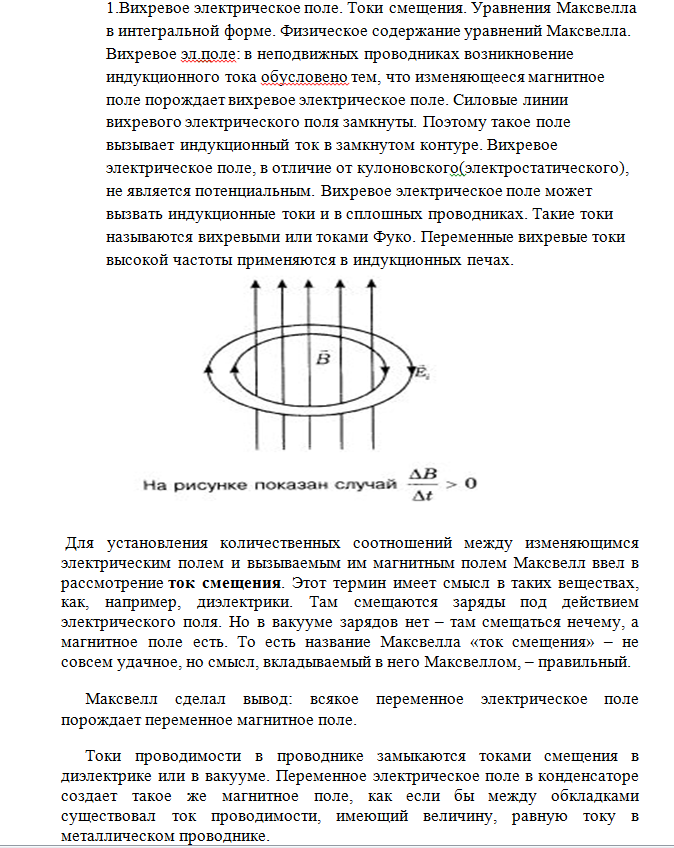 1.Вихревое электрическое поле. Токи смещения. Уравнения Максвелла
в интегральной форме. Физическое содержание уравнений Максвелла.
Вихревое эл.поле: в неподвижных проводниках возникновение
индукционного тока обусловено тем, что изменяющееся магнитное
поле порождает вихревое электрическое поле. Силовые линии
вихревого электрического поля замкнуты. Поэтому такое поле
вызывает индукционный ток в замкнутом контуре. Вихревое
электрическое поле, в отличие от кулоновского(электростатического),
не является потенциальным. Вихревое электрическое поле может
вызвать индукционные токи и в сплошных проводниках. Такие токи
называются вихревыми или токами Фуко. Переменные вихревые токи
высокой частоты применяются в индукционных печах.
B⃗
E⃗i
На рисунке показан случай ΔB/Δt > 0
Для установления количественных соотношений между изменяющимся
электрическим полем и вызываемым им магнитным полем Максвелл ввел в
рассмотрение ток смещения. Этот термин имеет смысл в таких веществах,
как, например, диэлектрики. Там смещаются заряды под действием
электрического поля. Но в вакууме зарядов нет – там смещаться нечему, а
магнитное поле есть. То есть название Максвелла «ток смещения» – не
совсем удачное, но смысл, вкладываемый в него Максвеллом, – правильный.
Максвелл сделал вывод: всякое переменное электрическое поле
порождает переменное магнитное поле.
Токи проводимости в проводнике замыкаются токами смещения в
диэлектрике или в вакууме. Переменное электрическое поле в конденсаторе
создает такое же магнитное поле, как если бы между обкладками
существовал ток проводимости, имеющий величину, равную току в
металлическом проводнике.